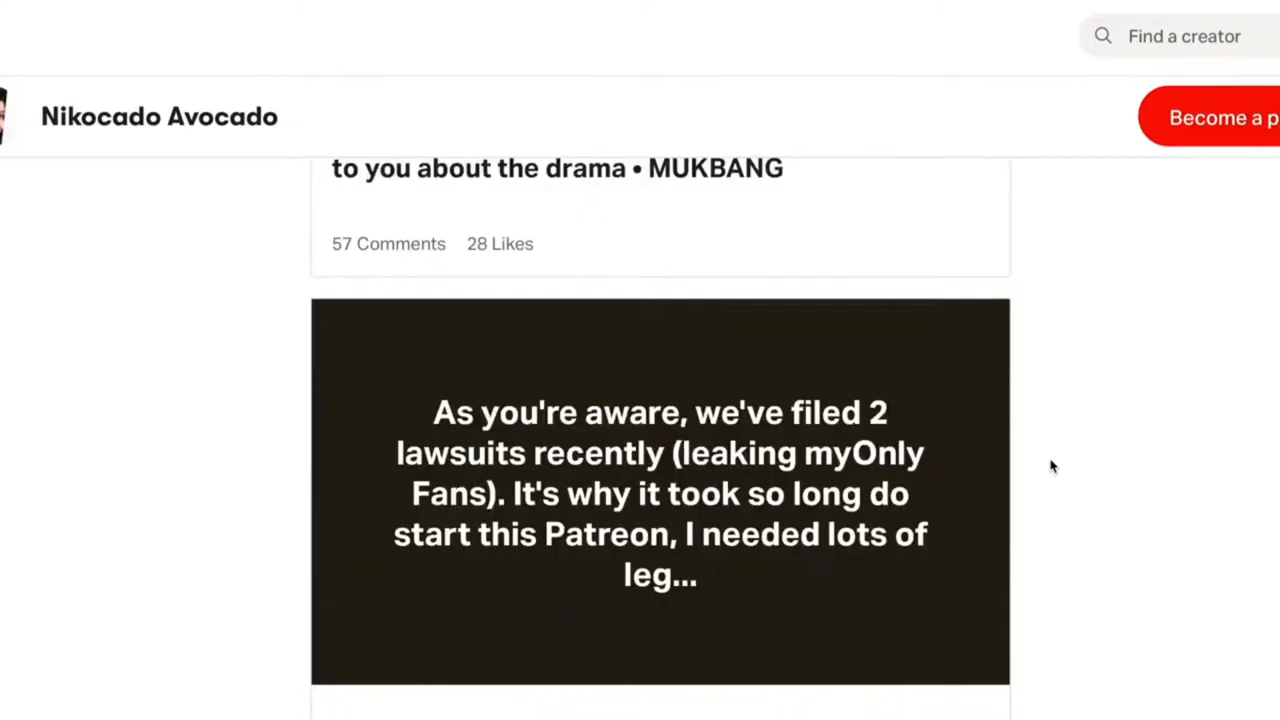 Find a creator
Nikocado Avocado
Become a p
to you about the drama • MUKBANG
57 Comments 28 Likes
As you're aware, we've filed 2
lawsuits recently (leaking myOnly
Fans). It's why it took so long do
start this Patreon, I needed lots of
leg...